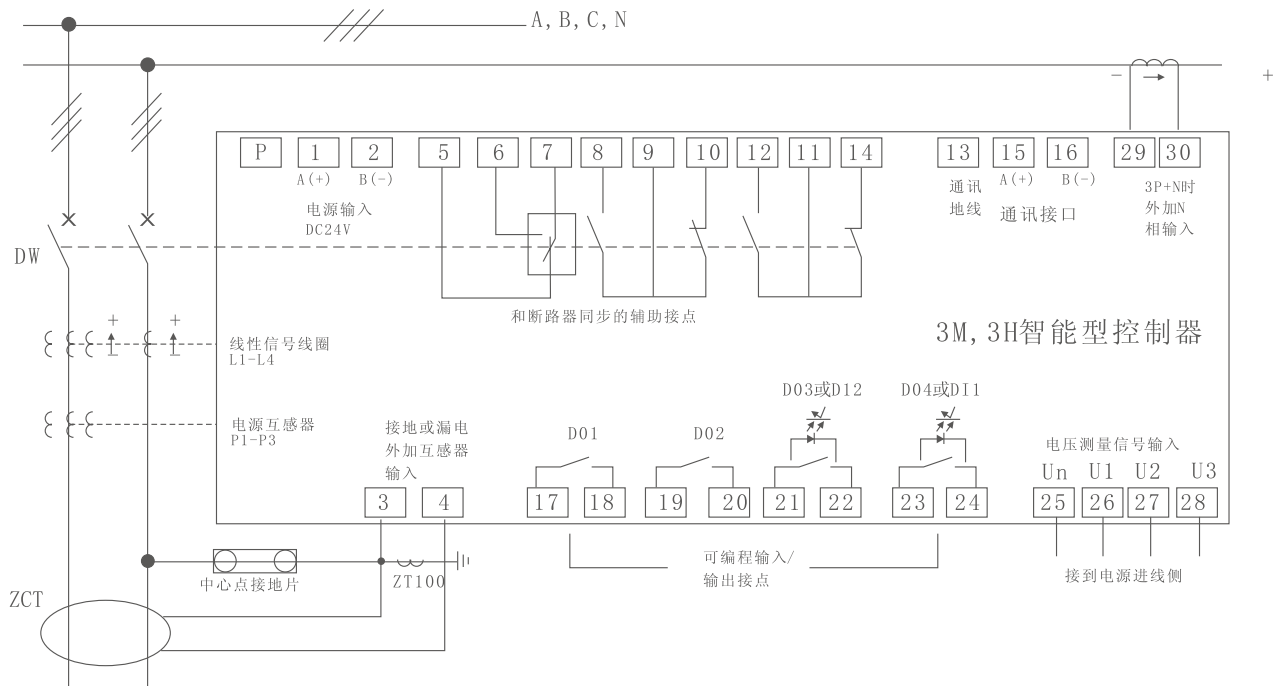 A, B, C, N
－ +
P 1 2 5 6 7 8 9 10 12 11 14 13 15 16 29 30
A(+) B(-)
电源输入
DC24V
通讯
地线
A(+) B(-)
通讯接口
3P+N时
外加N
相输入
DW
和断路器同步的辅助接点
+ +
－ －
线性信号线圈
L1-L4
3M, 3H智能型控制器
电源互感器
P1-P3
接地或漏电
外加互感器
输入
DO1
DO2
DO3或D12
DO4或DI1
电压测量信号输入
Un U1 U2 U3
3 4 17 18 19 20 21 22 23 24 25 26 27 28
中心点接地片
ZT100
可编程输入/
输出接点
接到电源进线侧
ZCT